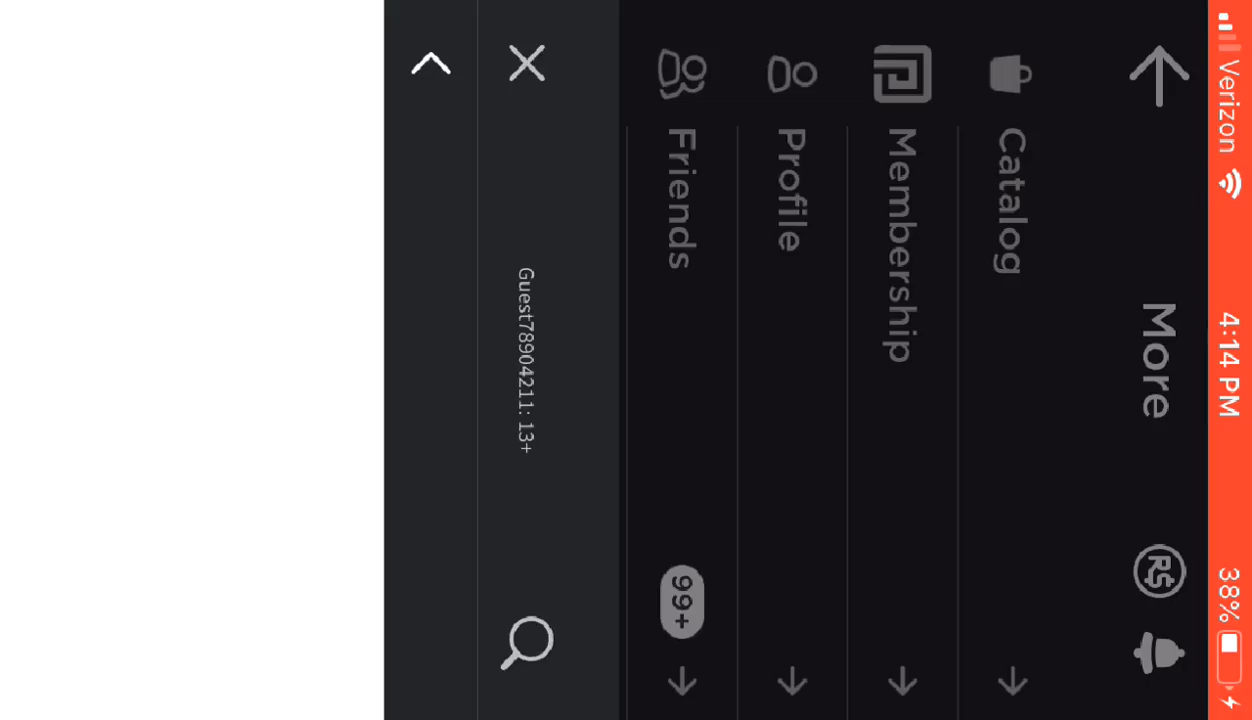 Verizon 4:14 PM 38%
More
Catalog
Membership
Profile
Friends 99+
Guest78904211: 13+